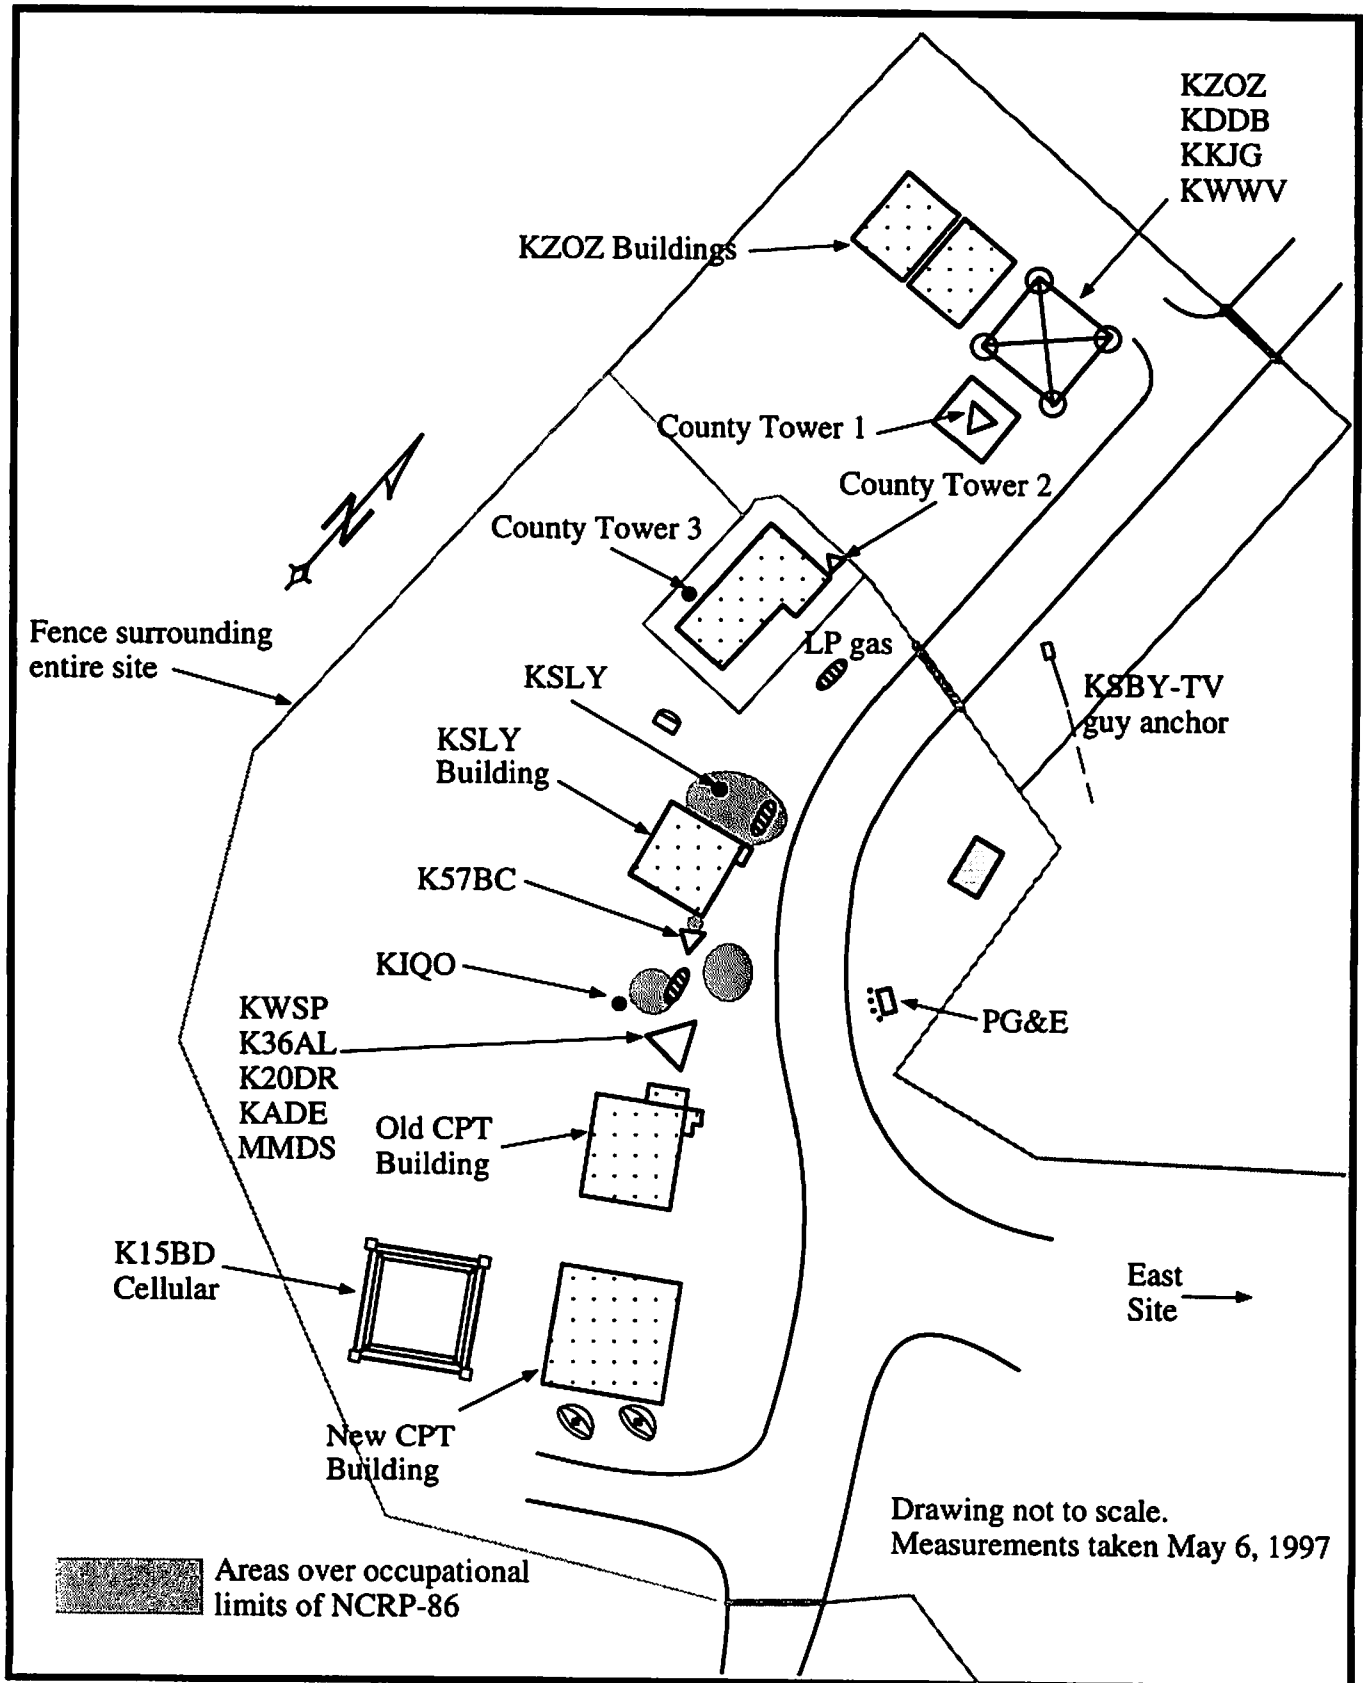 KZOZ
KDDB
KKJG
KWWV
KZOZ Buildings
County Tower 1
County Tower 2
County Tower 3
N
Fence surrounding
entire site
LP gas
KSLY
KSBY-TV
guy anchor
KSLY
Building
K57BC
KIQO
KWSP
K36AL
K20DR
KADE
MMDS
PG&E
Old CPT
Building
K15BD
Cellular
East
Site
New CPT
Building
Drawing not to scale.
Measurements taken May 6, 1997
Areas over occupational
limits of NCRP-86